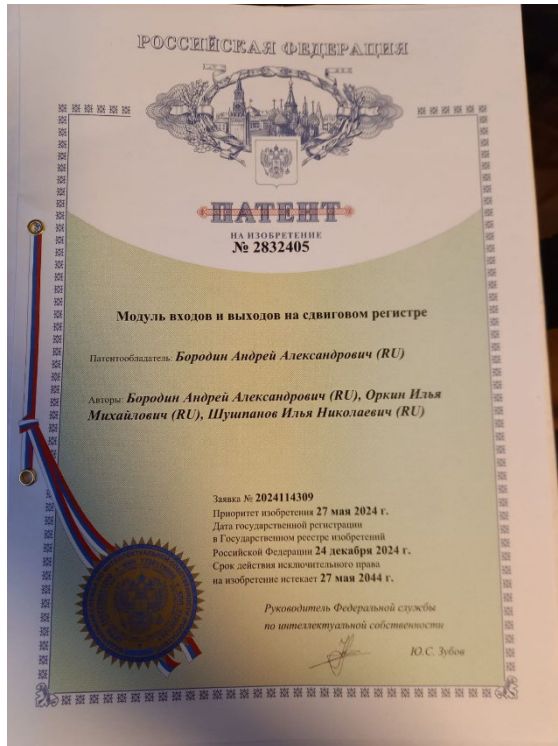 РОССИЙСКАЯ ФЕДЕРАЦИЯ
ПАТЕНТ
НА ИЗОБРЕТЕНИЕ
№ 2832405
Модуль входов и выходов на сдвиговом регистре
Патентообладатель: Бородин Андрей Александрович (RU)
Авторы: Бородин Андрей Александрович (RU), Оркин Илья
Михайлович (RU), Шушпанов Илья Николаевич (RU)
Заявка № 2024114309
Приоритет изобретения 27 мая 2024 г.
Дата государственной регистрации
в Государственном реестре изобретений
Российской Федерации 24 декабря 2024 г.
Срок действия исключительного права
на изобретение истекает 27 мая 2044 г.
Руководитель Федеральной службы
по интеллектуальной собственности
Ю.С. Зубов